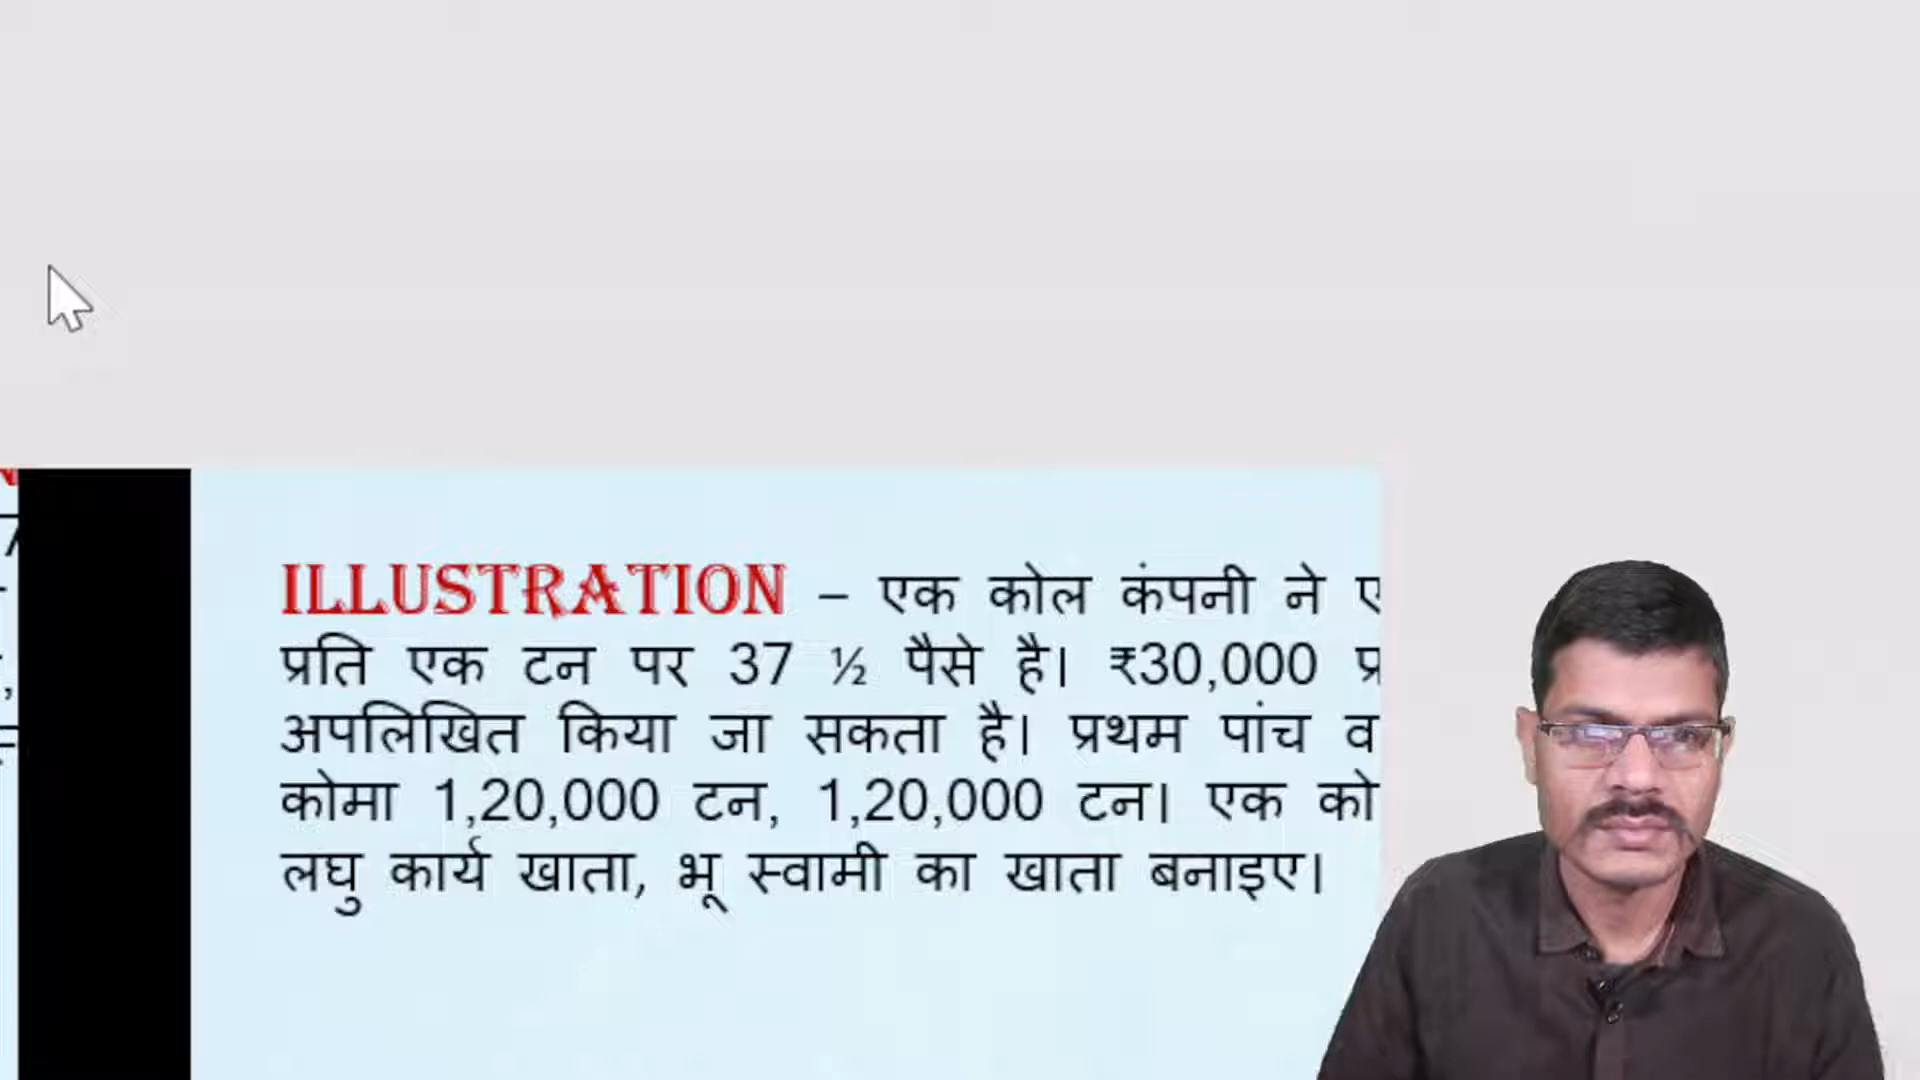 ILLUSTRATION – एक कोल कंपनी ने
प्रति एक टन पर 37 ½ पैसे है। ₹30,000
अपलिखित किया जा सकता है। प्रथम पांच
कोमा 1,20,000 टन, 1,20,000 टन। एक
लघु कार्य खाता, भू स्वामी का खाता बनाइए।